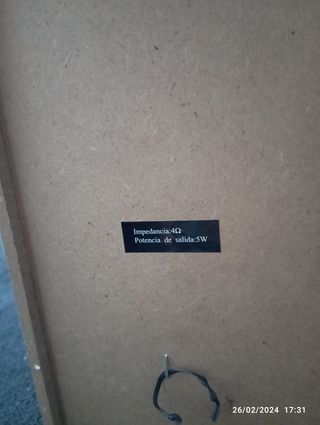 Impedancia:4Ω
Potencia de salida:5W
26/02/2024 17:31